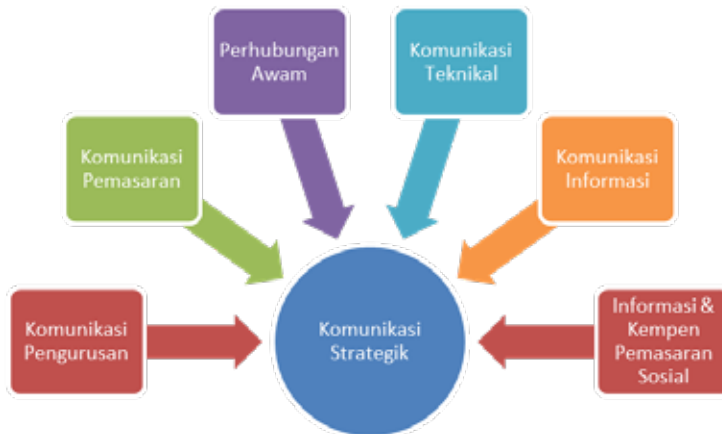 Perhubungan
Awam
Komunikasi
Teknikal
Komunikasi
Pemasaran
Komunikasi
Informasi
Komunikasi
Pengurusan
Komunikasi
Strategik
Informasi &
Kempen
Pemasaran
Sosial